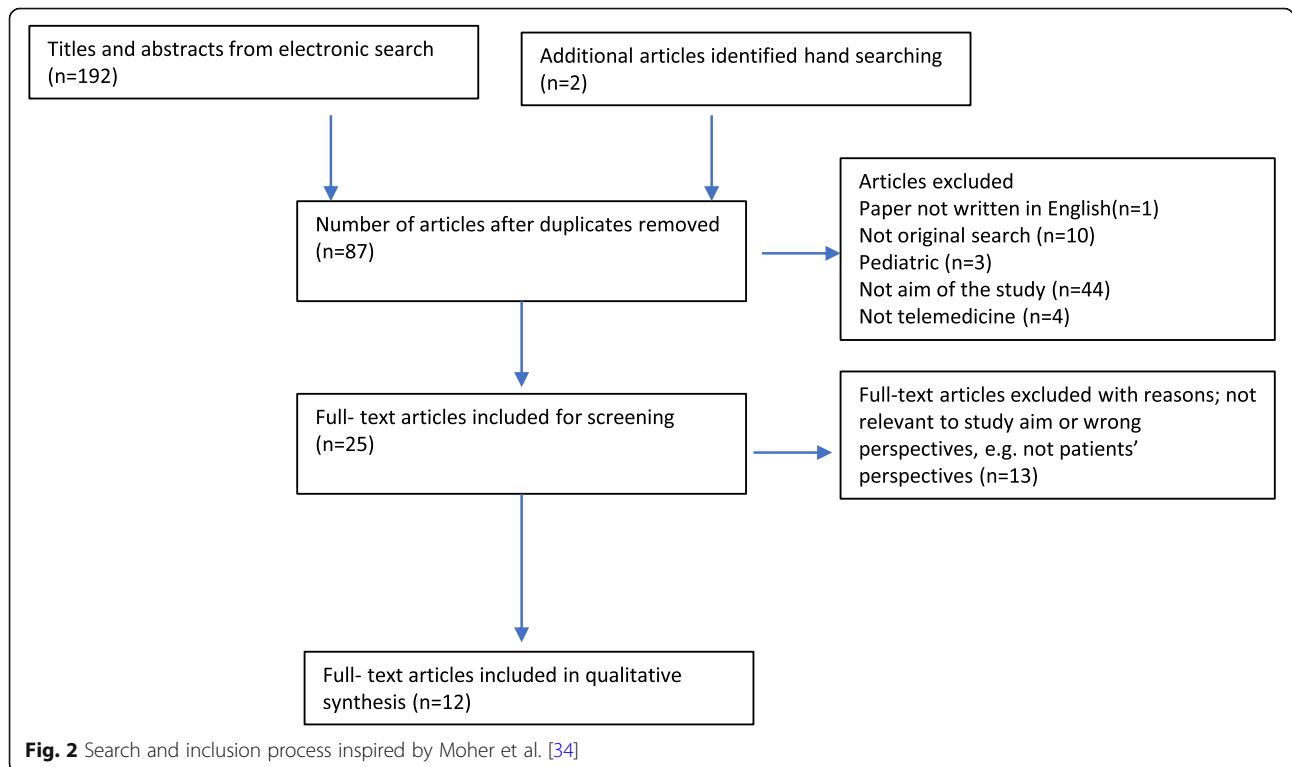 Titles and abstracts from electronic search
(n=192)
Additional articles identified hand searching
(n=2)
Number of articles after duplicates removed
(n=87)
Articles excluded
Paper not written in English(n=1)
Not original search (n=10)
Pediatric (n=3)
Not aim of the study (n=44)
Not telemedicine (n=4)
Full- text articles included for screening
(n=25)
Full-text articles excluded with reasons; not
relevant to study aim or wrong
perspectives, e.g. not patients’
perspectives (n=13)
Full- text articles included in qualitative
synthesis (n=12)
Fig. 2 Search and inclusion process inspired by Moher et al. [34]